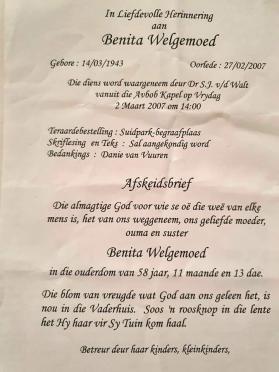 In Liefdevolle Herinnering
aan
Benita Welgemoed
Gebore : 14/03/1943 Oorlede : 27/02/2007
Die diens word waargeneem deur Dr S.J. v/d Walt
vanuit die Avbob Kapel op Vrydag
2 Maart 2007 om 14:00
Teraardebestelling : Suidpark-begraafplaas
Skriflesing en Teks : Sal aangekondig word
Bedankings : Danie van Vuuren
Afskeidsbrief
Die almagtige God voor wie se oë die weë van elke
mens is, het van ons weggeneem, ons geliefde moeder,
ouma en suster
Benita Welgemoed
in die ouderdom van 58 jaar, 11 maande en 13 dae.
Die blom van vreugde wat God aan ons geleen het, is
nou in die Vaderhuis. Soos 'n roosknop in die lente
het Hy haar vir Sy Tuin kom haal.
Betreur deur haar kinders, kleinkinders,